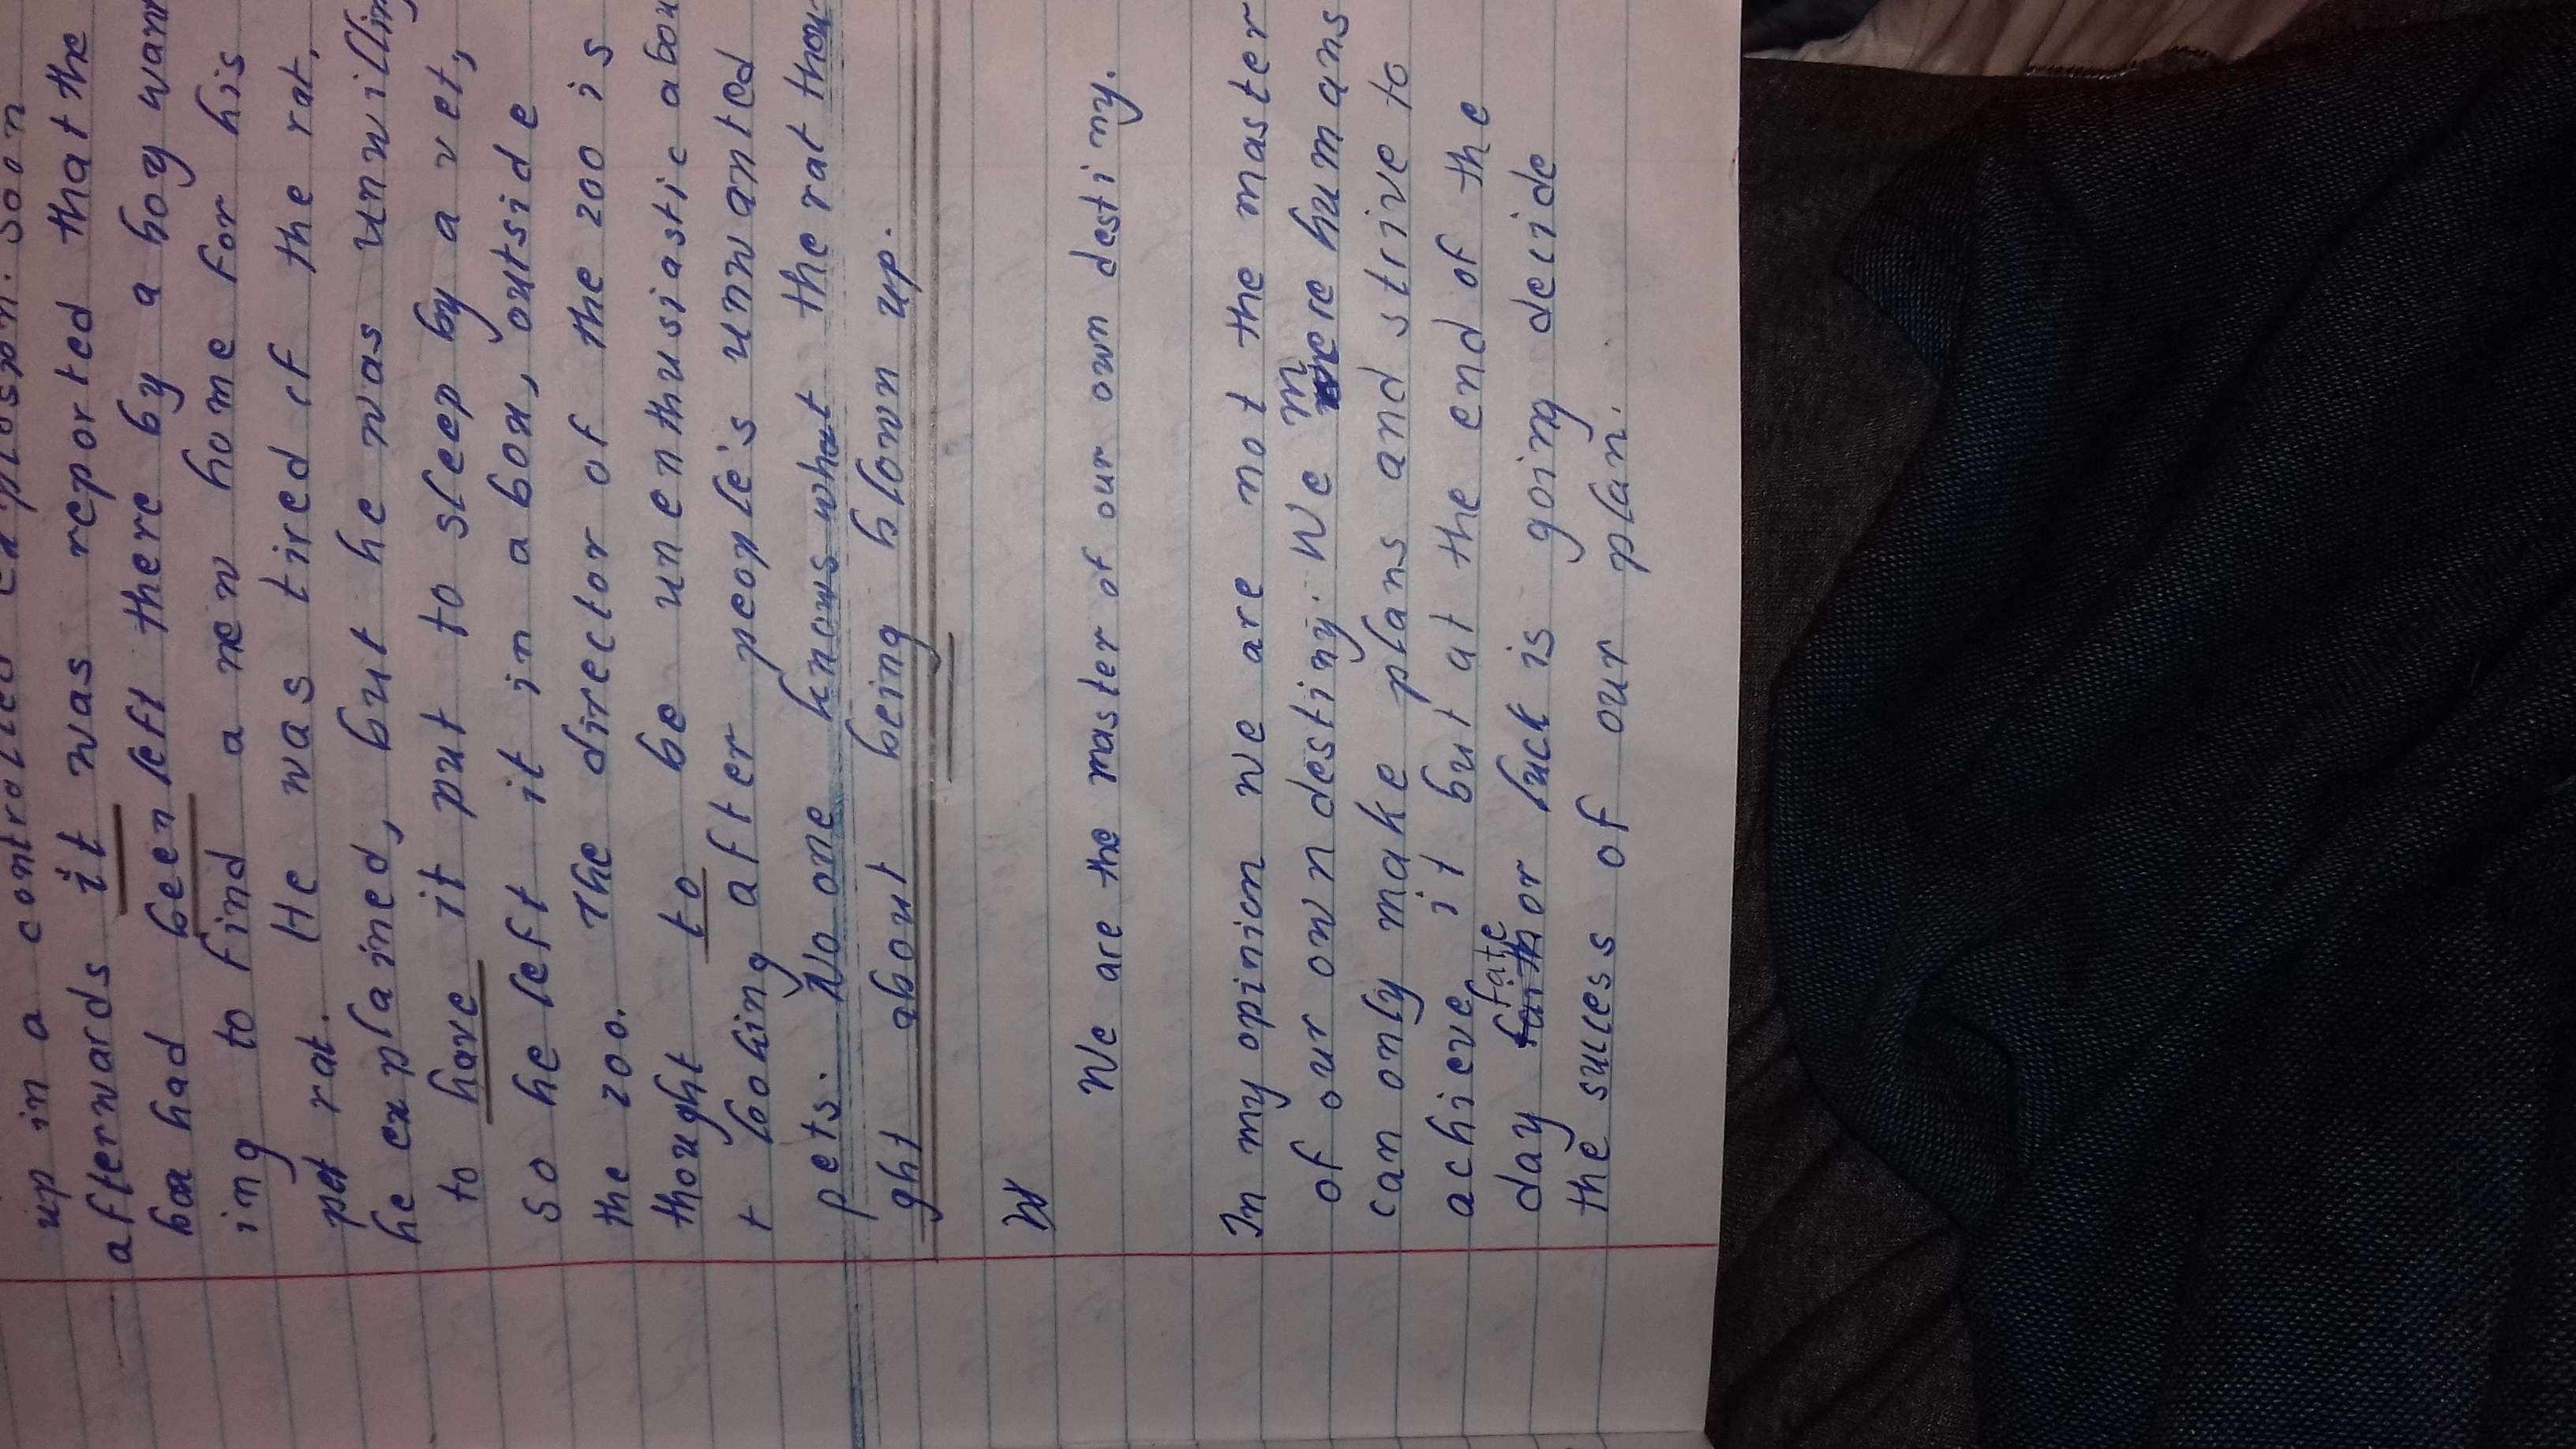 up in a controlled explosion. Soon
afterwards it was reported that the
box had been left there by a boy want
ing to find a new home for his
pet rat. He was tired of the rat,
he explained, but he was unwilling
to have it put to sleep by a vet,
so he left it in a box, outside
the zoo. The director of the zoo is
thought to be unenthusiastic abou
t looking after people's unwanted
pets. No one knows what the rat thou
ght about being blown up.
We are the master of our own destiny.
In my opinion we are not the master
of our own destiny. We mere humans
can only make plans and strive to
achieve it but at the end of the
day fate or luck is going decide
the success of our plan.